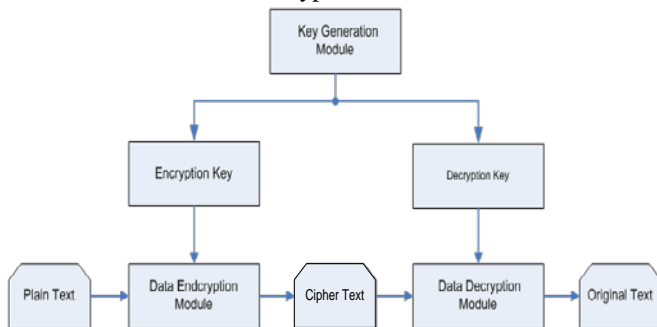 Key Generation
Module
Encryption Key
Decryption Key
Plain Text
Data Endcryption
Module
Cipher Text
Data Decryption
Module
Original Text